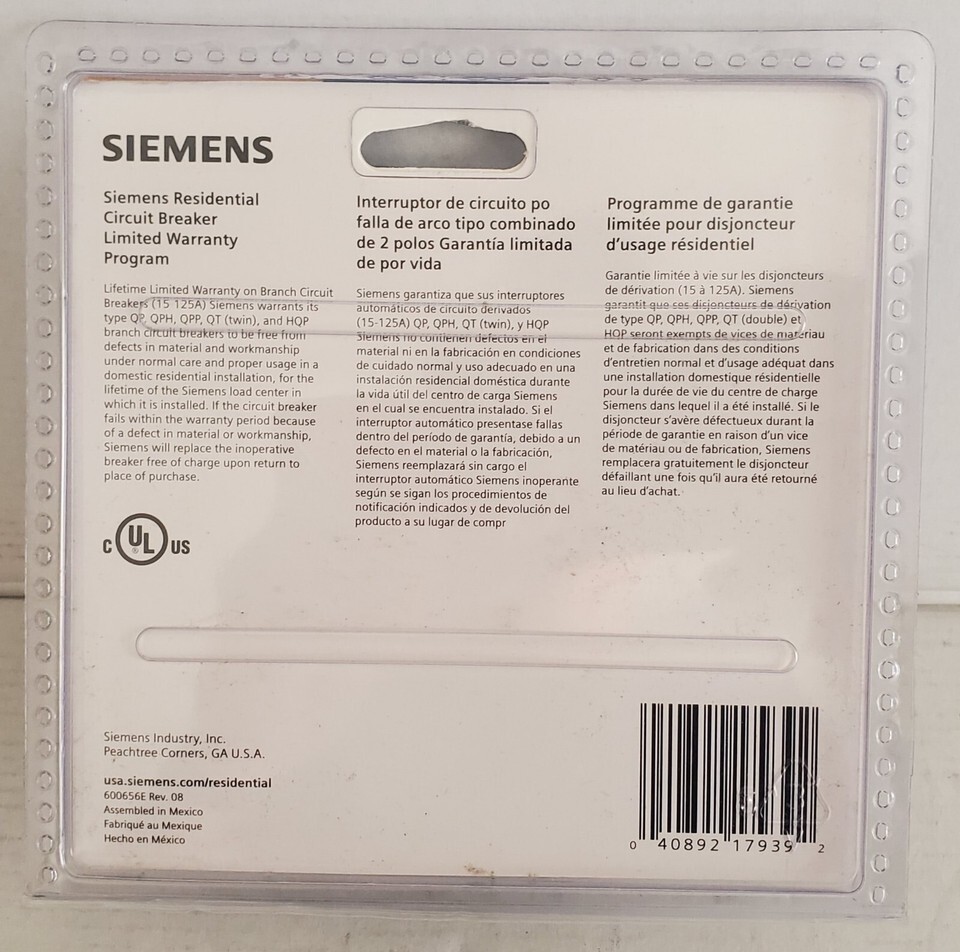 SIEMENS
Siemens Residential
Circuit Breaker
Limited Warranty
Program
Lifetime Limited Warranty on Branch Circuit
Breakers (15 125A) Siemens warrants its
type QP, QPH, QPP, QT (twin), and HQP
branch circuit breakers to be free from
defects in material and workmanship
under normal care and proper usage in a
domestic residential installation, for the
lifetime of the Siemens load center in
which it is installed. If the circuit breaker
fails within the warranty period because
of a defect in material or workmanship,
Siemens will replace the inoperative
breaker free of charge upon return to
place of purchase.
C UL US
®
Interruptor de circuito po
falla de arco tipo combinado
de 2 polos Garantía limitada
de por vida
Siemens garantiza que sus interruptores
automáticos de circuito derivados
(15-125A) QP, QPH, QT (twin), y HQP
Siemens no contienen defectos en el
material ni en la fabricación en condiciones
de cuidado normal y uso adecuado en una
instalación residencial doméstica durante
la vida útil del centro de carga Siemens
en el cual se encuentra instalado. Si el
interruptor automático presentase fallas
dentro del período de garantía, debido a un
defecto en el material o la fabricación,
Siemens reemplazará sin cargo el
interruptor automático Siemens inoperante
según se sigan los procedimientos de
notificación indicados y de devolución del
producto a su lugar de compr
Programme de garantie
limitée pour disjoncteur
d'usage résidentiel
Garantie limitée à vie sur les disjoncteurs
de dérivation (15 à 125A). Siemens
garantit que ses disjoncteurs de dérivation
de type QP, QPH, QPP, QT (double) et
HQP seront exempts de vices de matériau
et de fabrication dans des conditions
d'entretien normal et d'usage adéquat dans
une installation domestique résidentielle
pour la durée de vie du centre de charge
Siemens dans lequel il a été installé. Si le
disjoncteur s'avère défectueux durant la
période de garantie en raison d'un vice
de matériau ou de fabrication, Siemens
remplacera gratuitement le disjoncteur
défaillant une fois qu'il aura été retourné
au lieu d'achat.
Siemens Industry, Inc.
Peachtree Corners, GA U.S.A.
usa.siemens.com/residential
600656E Rev. 08
Assembled in Mexico
Fabriqué au Mexique
Hecho en México
0 40892 17939 2